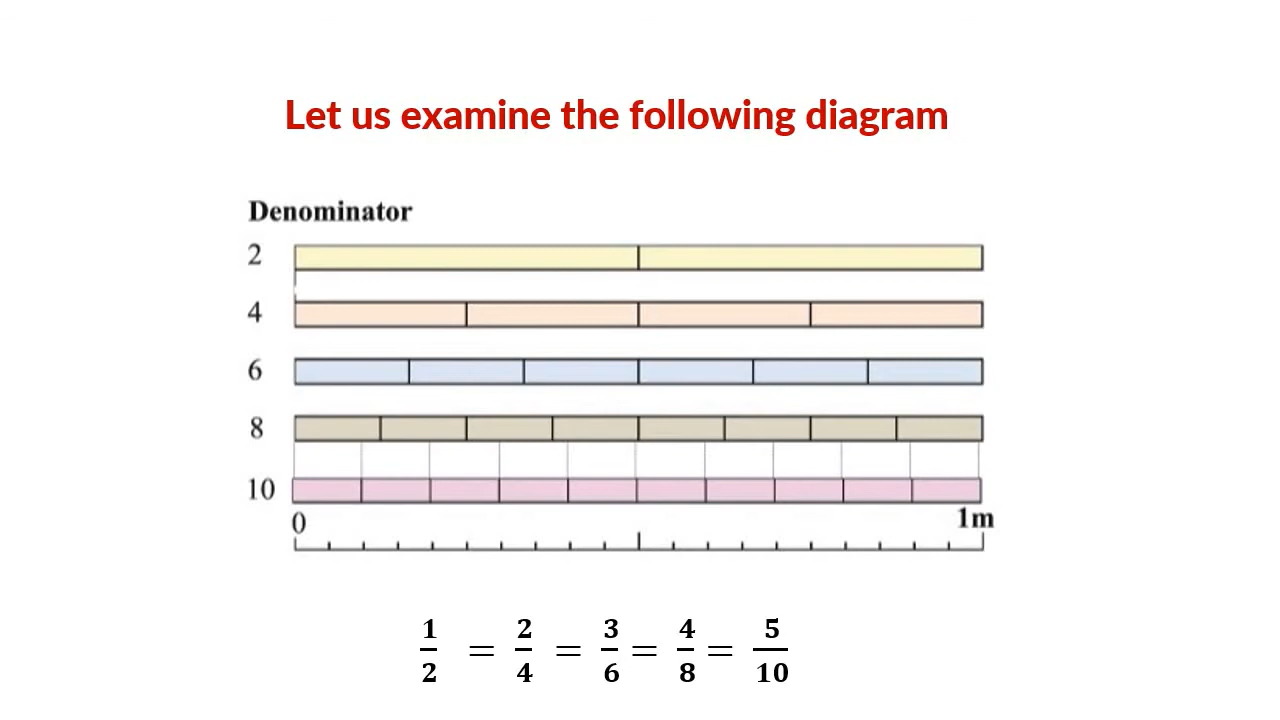 Let us examine the following diagram
Denominator
2
4
6
8
10
0 1m
1/2 = 2/4 = 3/6 = 4/8 = 5/10